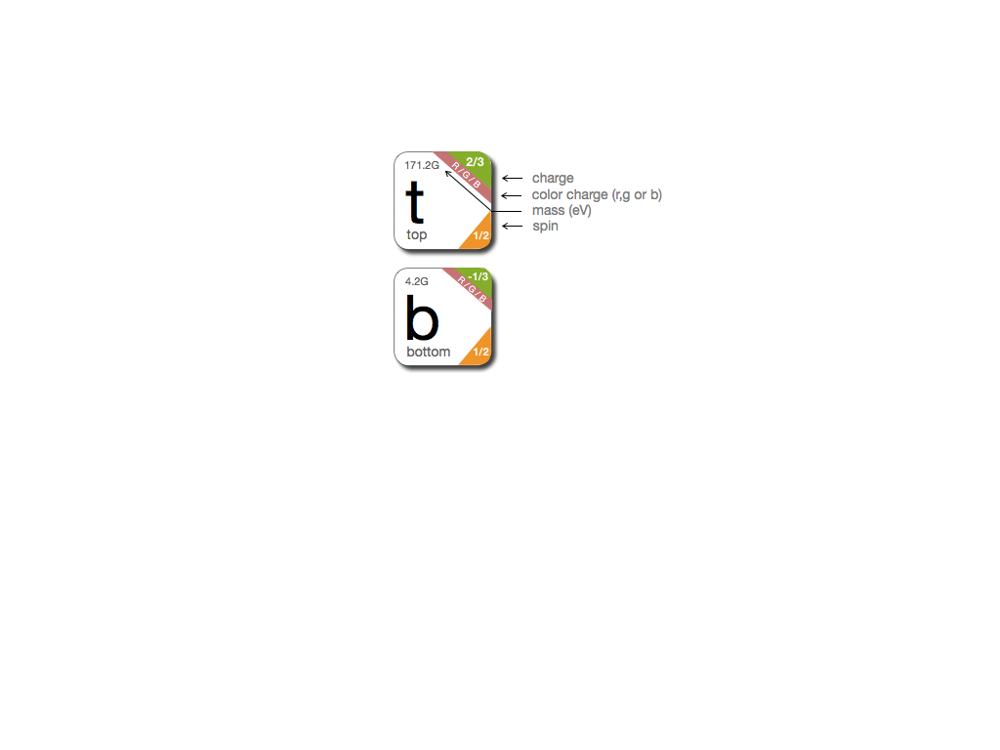 171.2G
2/3
R/G/B
t
top
1/2
charge
color charge (r,g or b)
mass (eV)
spin
4.2G
-1/3
R/G/B
b
bottom
1/2